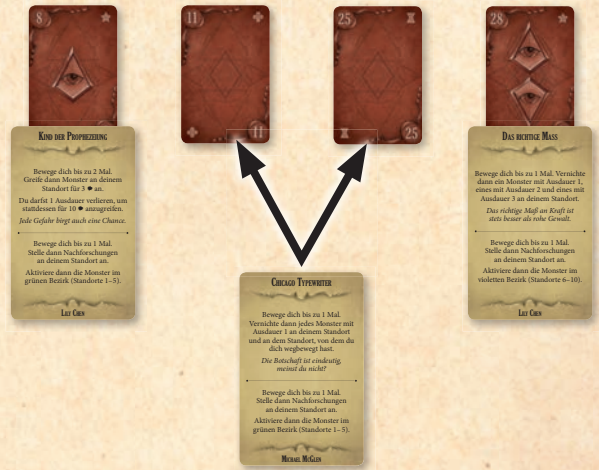 8
11
11
25
25
28
Kind der Prophezeiung
Bewege dich bis zu 2 Mal.
Greife dann Monster an deinem
Standort für 3 an.
Du darfst 1 Ausdauer verlieren, um
stattdessen für 10 anzugreifen.
Jede Gefahr birgt auch eine Chance.
Bewege dich bis zu 1 Mal.
Stelle dann Nachforschungen
an deinem Standort an.
Aktiviere dann die Monster im
grünen Bezirk (Standorte 1–5).
Lily Chen
Das richtige Mass
Bewege dich bis zu 1 Mal. Vernichte
dann ein Monster mit Ausdauer 1,
eines mit Ausdauer 2 und eines mit
Ausdauer 3 an deinem Standort.
Das richtige Maß an Kraft ist
stets besser als rohe Gewalt.
Bewege dich bis zu 1 Mal.
Stelle dann Nachforschungen
an deinem Standort an.
Aktiviere dann die Monster im
violetten Bezirk (Standorte 6–10).
Lily Chen
Chicago Typewriter
Bewege dich bis zu 1 Mal.
Vernichte dann jedes Monster mit
Ausdauer 1 an deinem Standort
und an dem Standort, von dem du
dich wegbewegt hast.
Die Botschaft ist eindeutig,
meinst du nicht?
Bewege dich bis zu 1 Mal.
Stelle dann Nachforschungen
an deinem Standort an.
Aktiviere dann die Monster im
grünen Bezirk (Standorte 1–5).
Michael McGlen